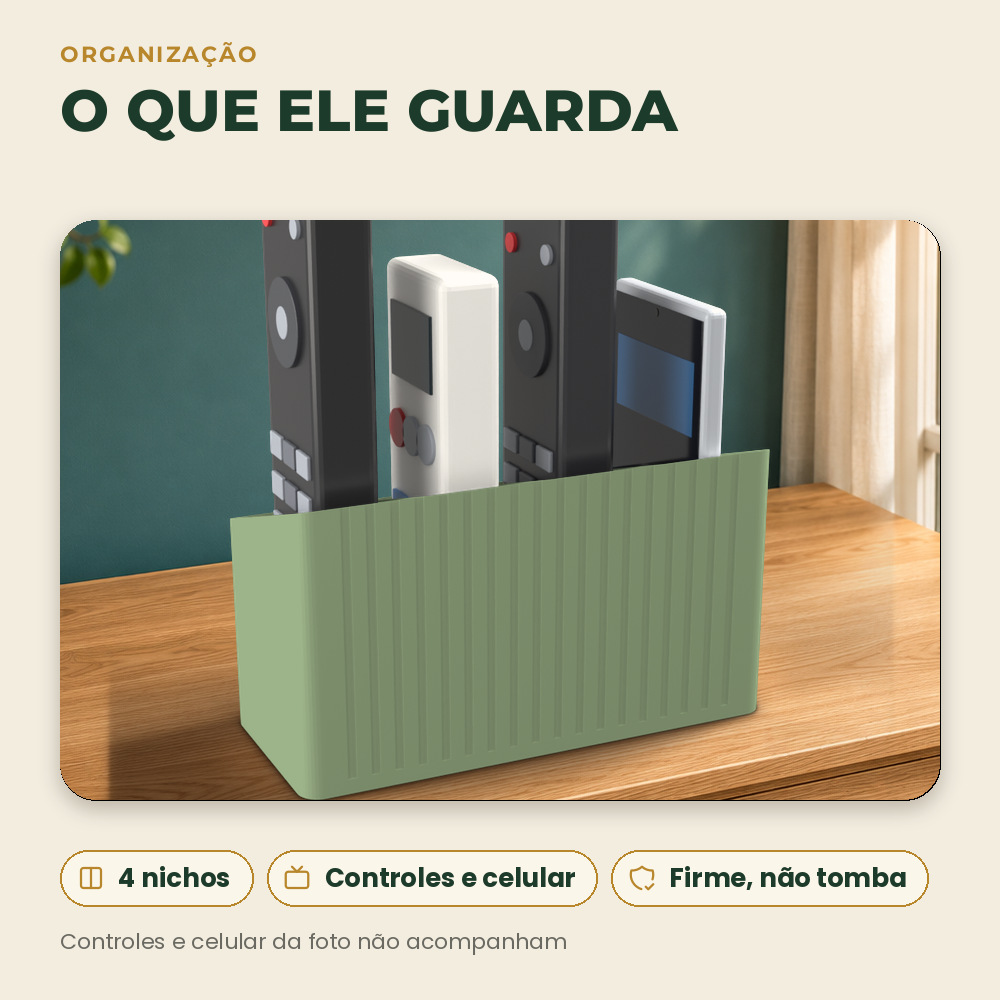 ORGANIZAÇÃO
O QUE ELE GUARDA
4 nichos
Controles e celular
Firme, não tomba
Controles e celular da foto não acompanham